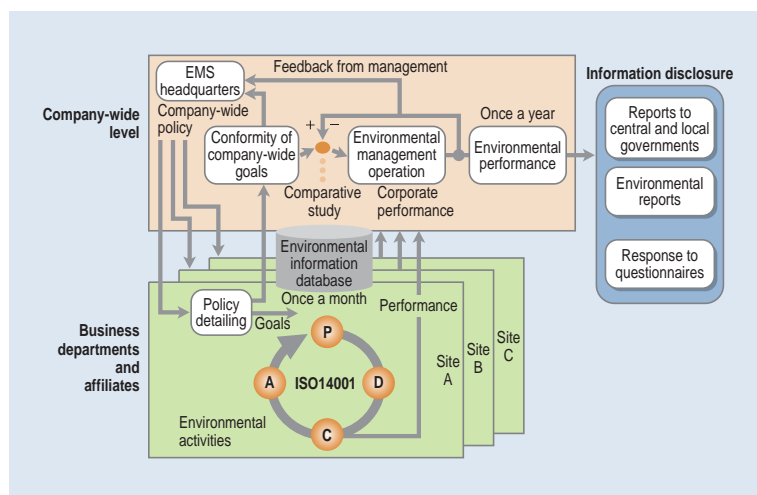 EMS
headquarters
Feedback from management
Information disclosure
Company-wide
level
Company-wide
policy
+ −
Once a year
Conformity of
company-wide
goals
Environmental
management
operation
Environmental
performance
Reports to
central and local
governments
Comparative
study
Corporate
performance
Environmental
reports
Environmental
information
database
Response to
questionnaires
Business
departments
and
affiliates
Policy
detailing
Once a month
Goals
Performance
P
A
ISO14001
D
C
Environmental
activities
Site
A
Site
B
Site
C